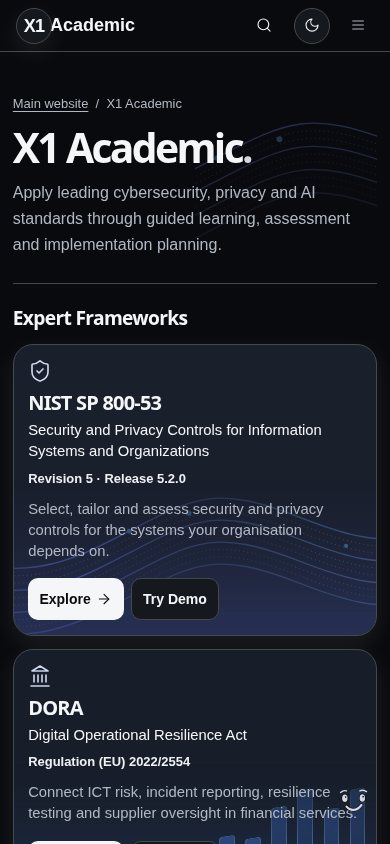 X1 Academic
Main website / X1 Academic
X1 Academic.
Apply leading cybersecurity, privacy and AI
standards through guided learning, assessment
and implementation planning.
Expert Frameworks
NIST SP 800-53
Security and Privacy Controls for Information
Systems and Organizations
Revision 5 · Release 5.2.0
Select, tailor and assess security and privacy
controls for the systems your organisation
depends on.
Explore → Try Demo
DORA
Digital Operational Resilience Act
Regulation (EU) 2022/2554
Connect ICT risk, incident reporting, resilience
testing and supplier oversight in financial services.